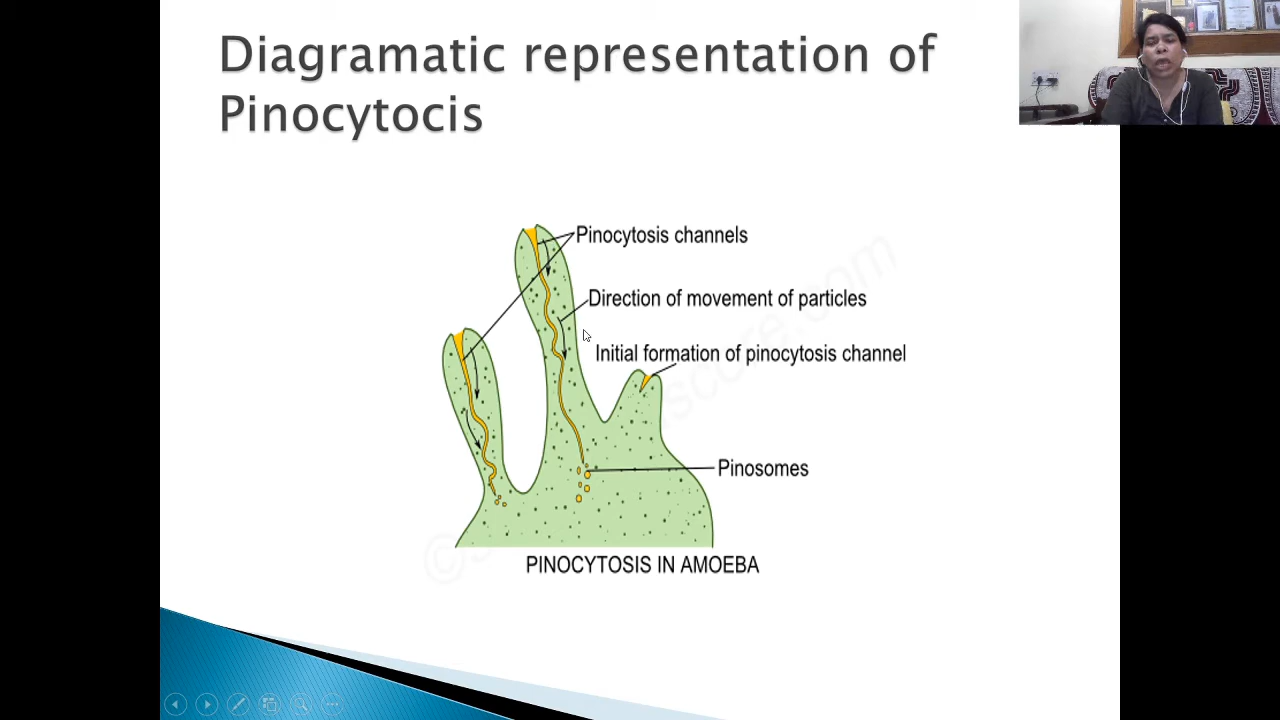 Diagramatic representation of
Pinocytocis
Pinocytosis channels
Direction of movement of particles
Initial formation of pinocytosis channel
Pinosomes
PINOCYTOSIS IN AMOEBA